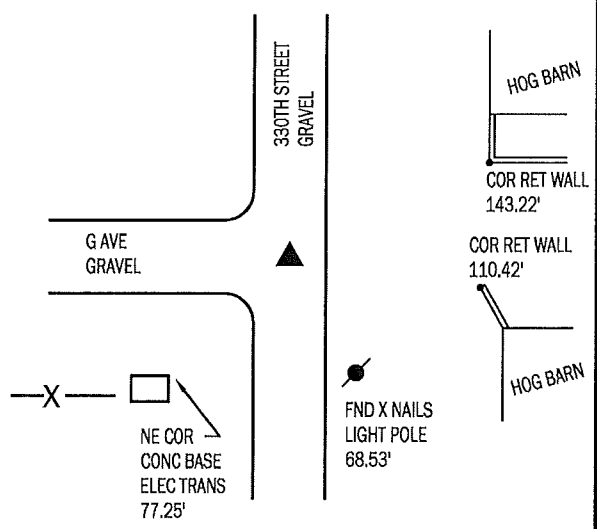 330TH STREET
GRAVEL
HOG BARN
COR RET WALL
143.22'
G AVE
GRAVEL
COR RET WALL
110.42'
HOG BARN
X
FND X NAILS
LIGHT POLE
68.53'
NE COR
CONC BASE
ELEC TRANS
77.25'